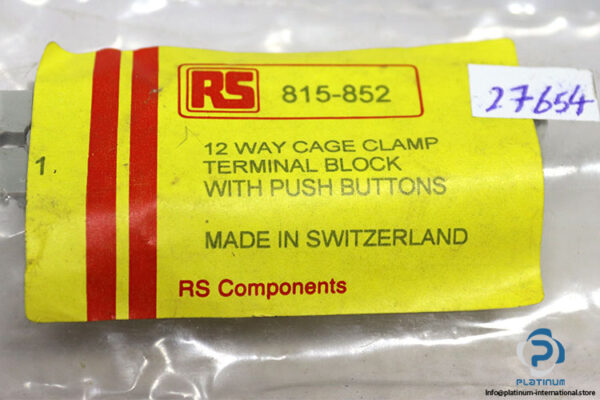 RS 815-852
27654
12 WAY CAGE CLAMP
TERMINAL BLOCK
WITH PUSH BUTTONS
1
MADE IN SWITZERLAND
RS Components
PLATINUM
Info@platinum-international.store